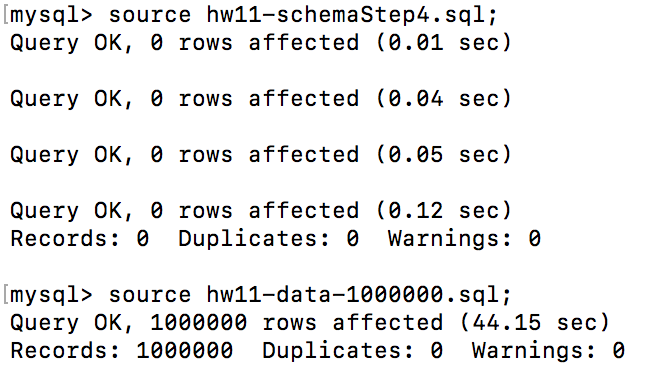 [mysql> source hw11-schemaStep4.sql;
Query OK, 0 rows affected (0.01 sec)
Query OK, 0 rows affected (0.04 sec)
Query OK, 0 rows affected (0.05 sec)
Query OK, 0 rows affected (0.12 sec)
Records: 0  Duplicates: 0  Warnings: 0
[mysql> source hw11-data-1000000.sql;
Query OK, 1000000 rows affected (44.15 sec)
Records: 1000000  Duplicates: 0  Warnings: 0